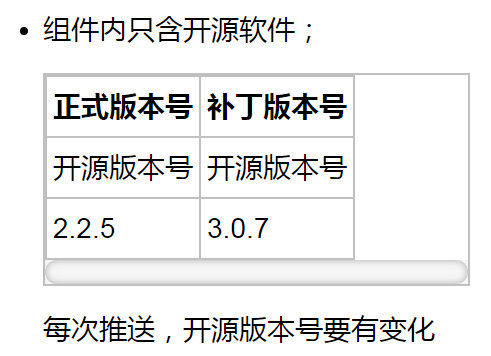 组件内只含开源软件；
正式版本号 补丁版本号
开源版本号 开源版本号
2.2.5 3.0.7
每次推送，开源版本号要有变化